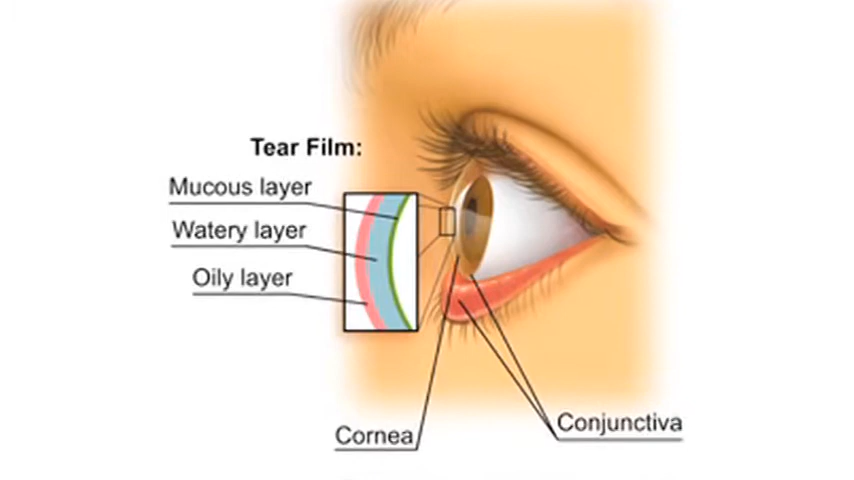 Tear Film:
Mucous layer
Watery layer
Oily layer
Cornea
Conjunctiva